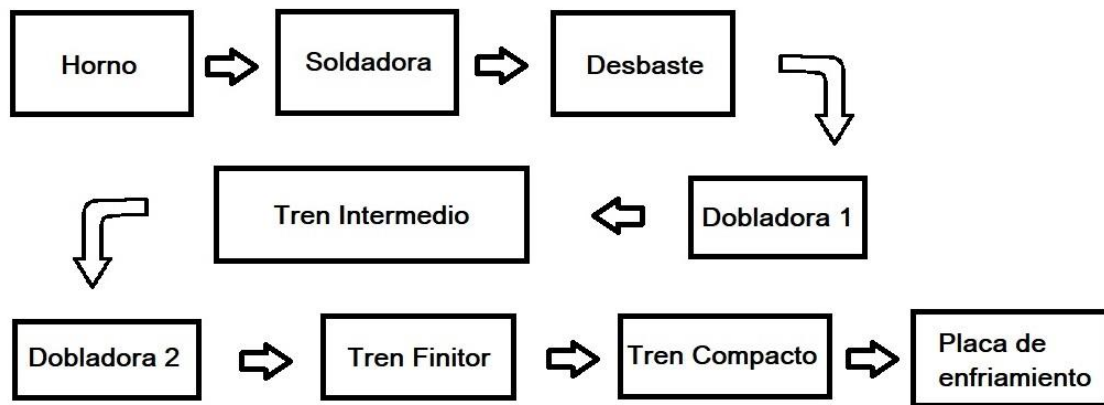 Horno
Soldadora
Desbaste
Tren Intermedio
Dobladora 1
Dobladora 2
Tren Finitor
Tren Compacto
Placa de
enfriamiento